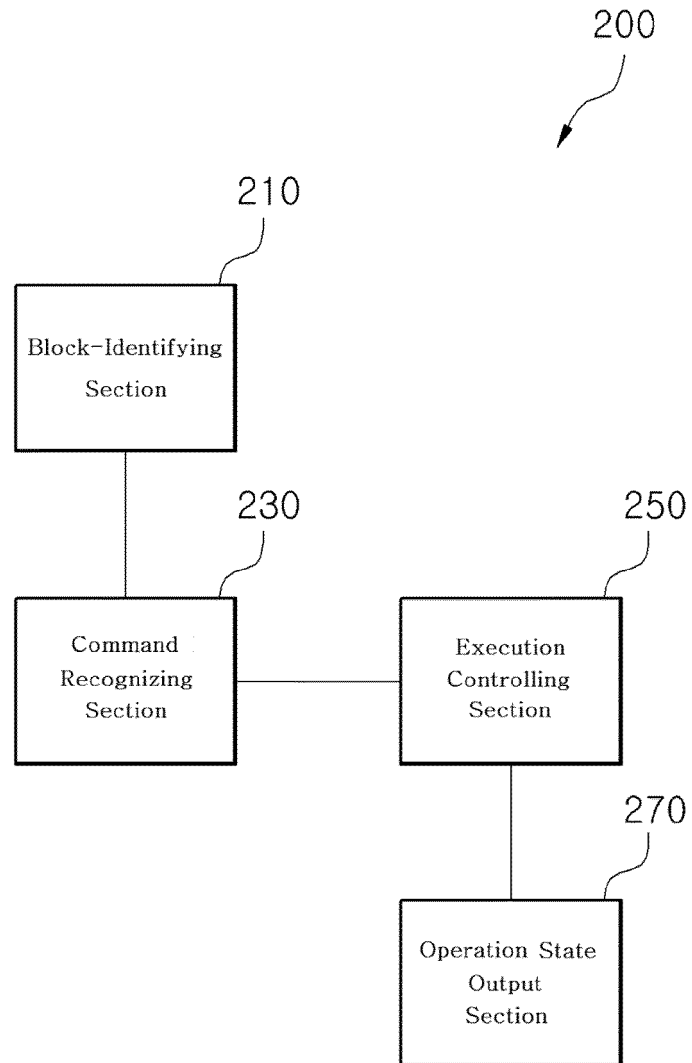 200
210
Block-Identifying
Section
230
250
Command
Recognizing
Section
Execution
Controlling
Section
270
Operation State
Output
Section